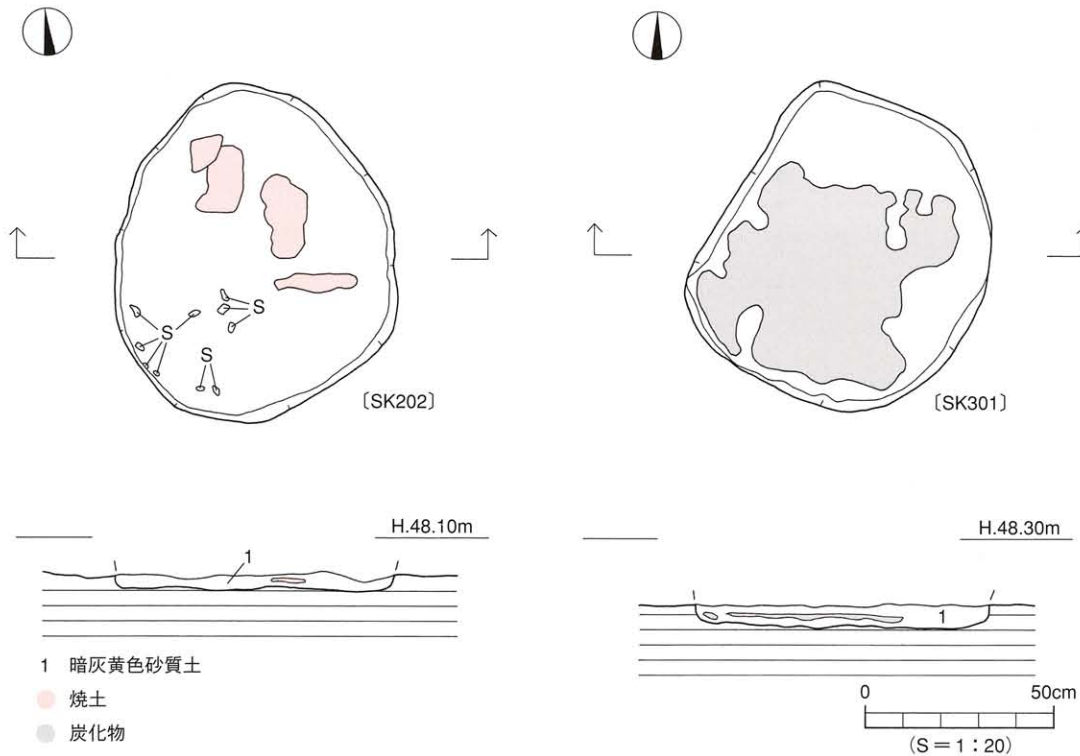 S
S
S
〔SK202〕
〔SK301〕
H.48.10m
1
H.48.30m
1
1 暗灰黄色砂質土
焼土
炭化物
0 50cm
(S＝1：20)